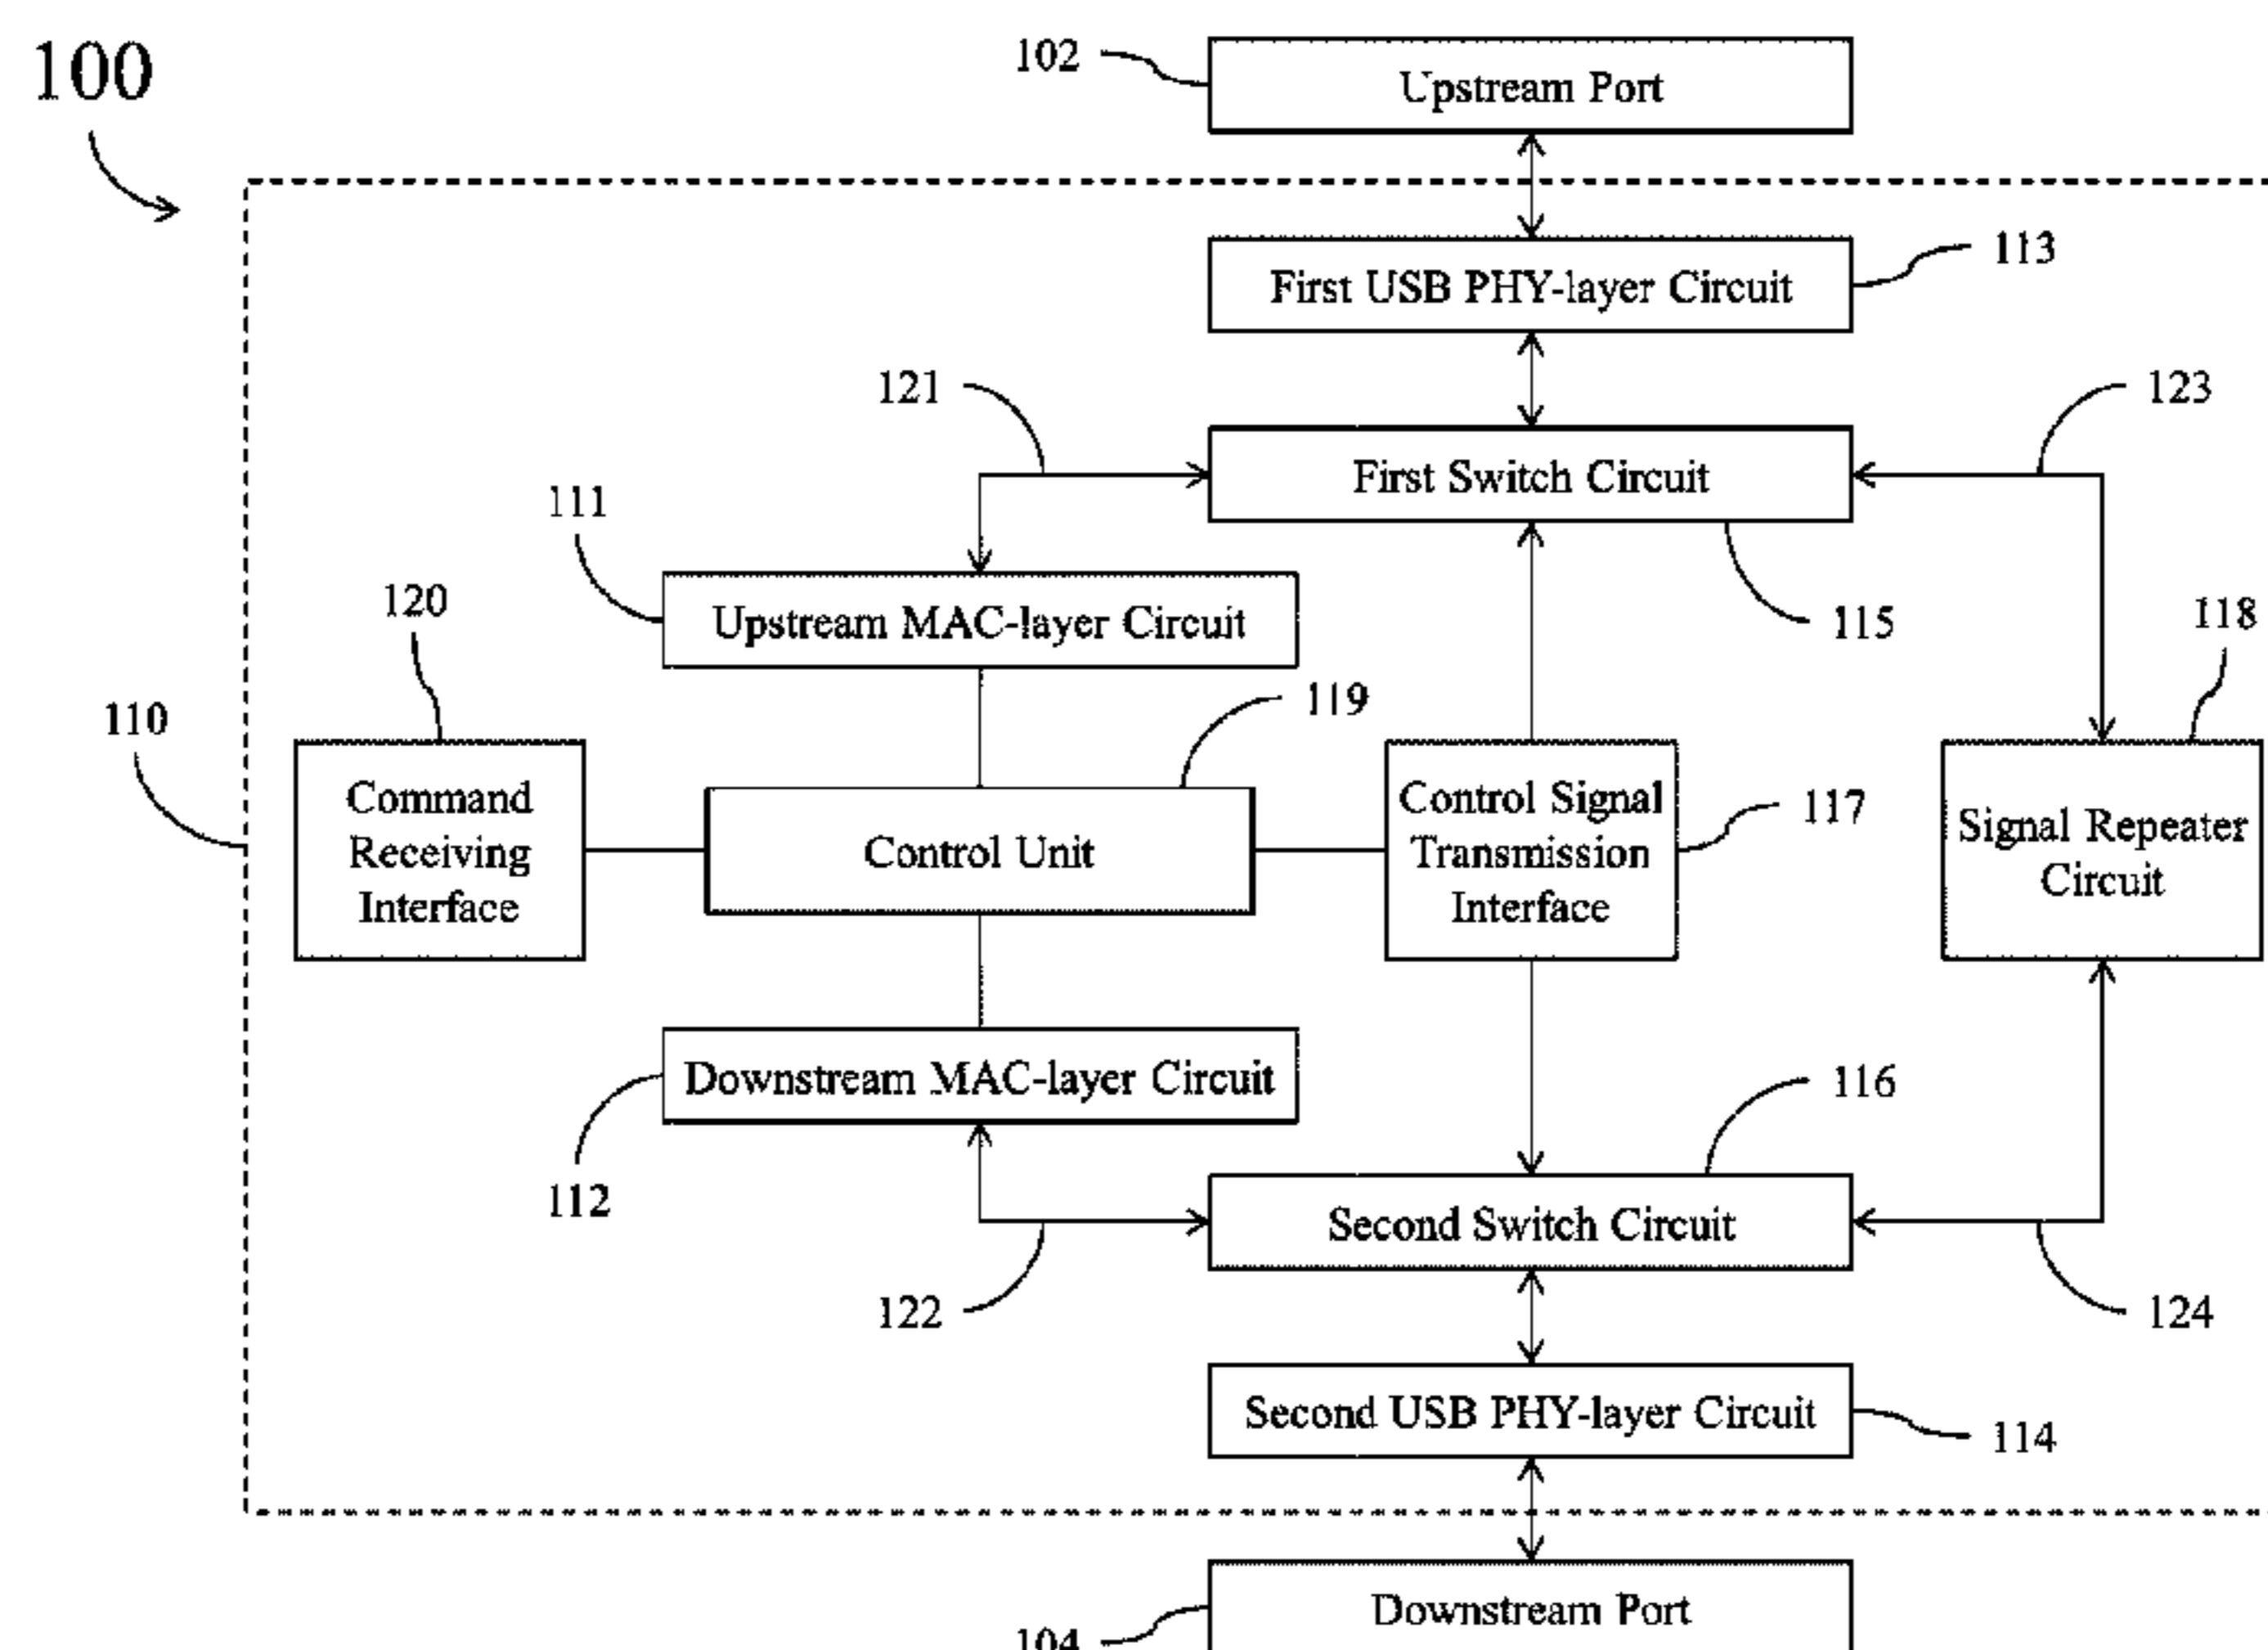 100
102
Upstream Port
First USB PHY-layer Circuit
113
121
123
First Switch Circuit
111
115
118
120
Upstream MAC-layer Circuit
119
110
Command
Receiving
Interface
Control Unit
Control Signal
Transmission
Interface
117
Signal Repeater
Circuit
Downstream MAC-layer Circuit
116
112
Second Switch Circuit
122
124
Second USB PHY-layer Circuit
114
Downstream Port
104